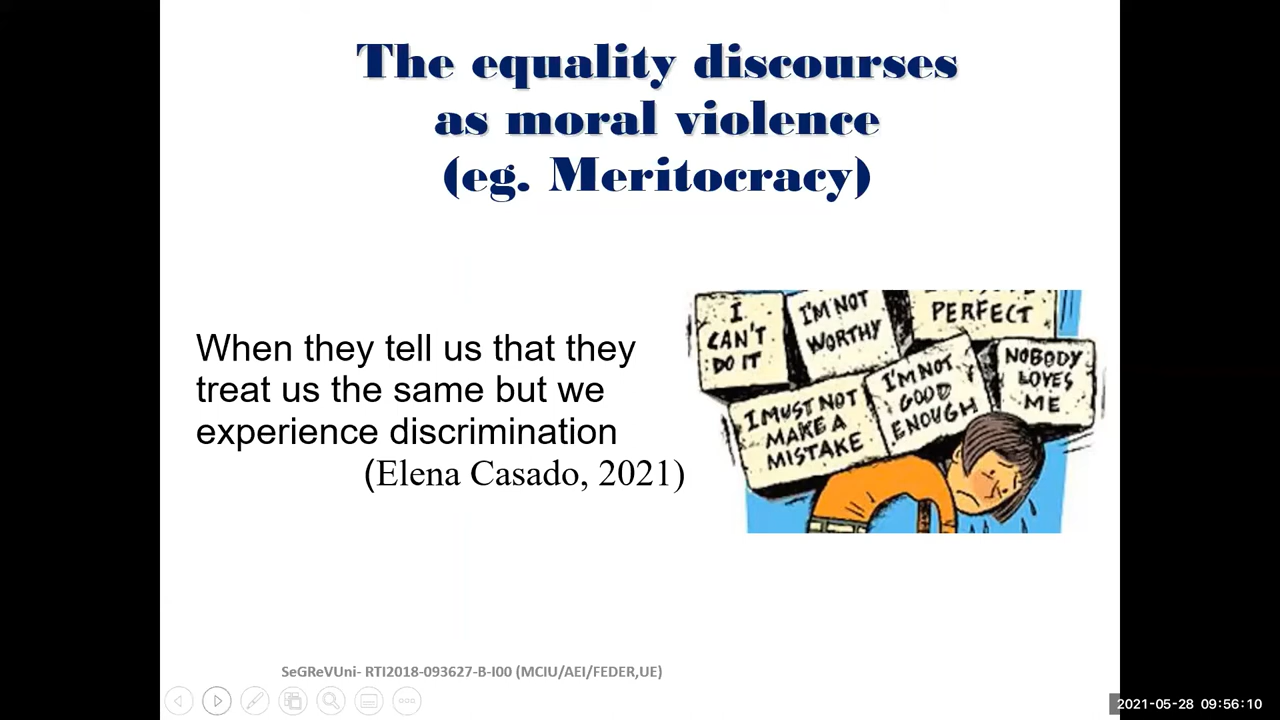 The equality discourses
as moral violence
(eg. Meritocracy)
When they tell us that they
treat us the same but we
experience discrimination
(Elena Casado, 2021)
I
CAN'T
DO IT
I'M NOT
WORTHY
PERFECT
I MUST NOT
MAKE A
MISTAKE
I'M NOT
GOOD
ENOUGH
NOBODY
LOVES
ME
SeGReVUni- RTI2018-093627-B-I00 (MCIU/AEI/FEDER,UE)
2021-05-28 09:56:10